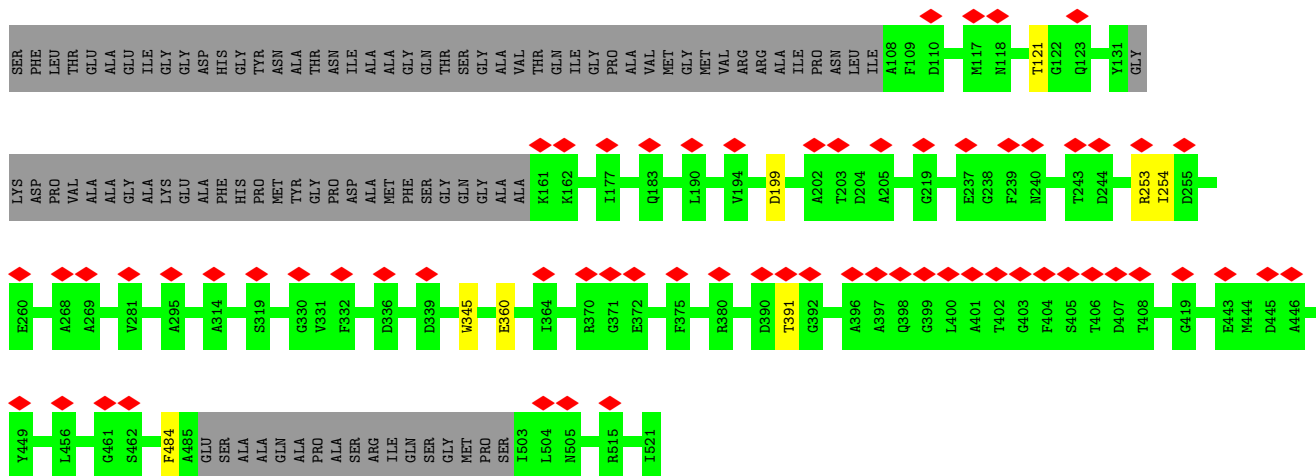 SER PHE LEU THR GLU ALA GLU ILE GLY GLY ASP HIS GLY TYR ASN ALA THR ASN ILE ALA ALA GLY GLN THR SER GLY ALA VAL THR GLN ILE GLY PRO ALA VAL MET GLY MET VAL ARG ARG ALA ILE PRO ASN LEU ILE A108 F109 D110 M117 N118 T121 G122 Q123 Y131 GLY
LYS ASP PRO VAL ALA ALA GLY ALA LYS GLU ALA PHE HIS PRO MET TYR GLY PRO ASP ALA MET PHE SER GLY GLN GLY ALA ALA K161 K162 I177 Q183 L190 V194 D199 A202 T203 D204 A205 G219 E237 G238 F239 N240 T243 D244 R253 I254 D255
E260 A268 A269 V281 A295 A314 S319 G330 V331 F332 D336 D339 W345 E360 I364 R370 G371 E372 F375 R380 D390 T391 G392 A396 A397 Q398 G399 L400 A401 T402 G403 F404 S405 T406 D407 T408 G419 E443 M444 D445 A446
Y449 L456 G461 S462 F484 A485 GLU SER ALA ALA GLN ALA PRO ALA SER ARG ILE GLN SER GLY MET PRO SER I503 L504 N505 R515 I521